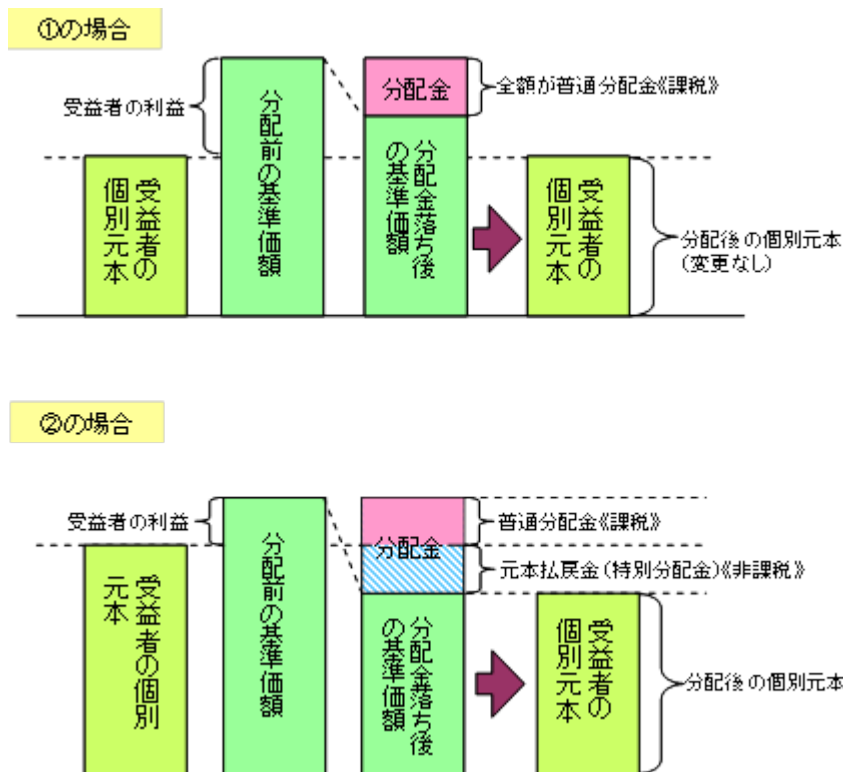 ①の場合
受益者の利益
分配前の基準価額
分配金
全額が普通分配金《課税》
受益者の
個別元本
分配金落ち後
の基準価額
受益者の
個別元本
分配後の個別元本
(変更なし)
②の場合
受益者の利益
分配前の基準価額
分配金
普通分配金《課税》
元本払戻金(特別分配金)《非課税》
受益者の個別
元本
分配金落ち後
の基準価額
受益者の
個別元本
分配後の個別元本